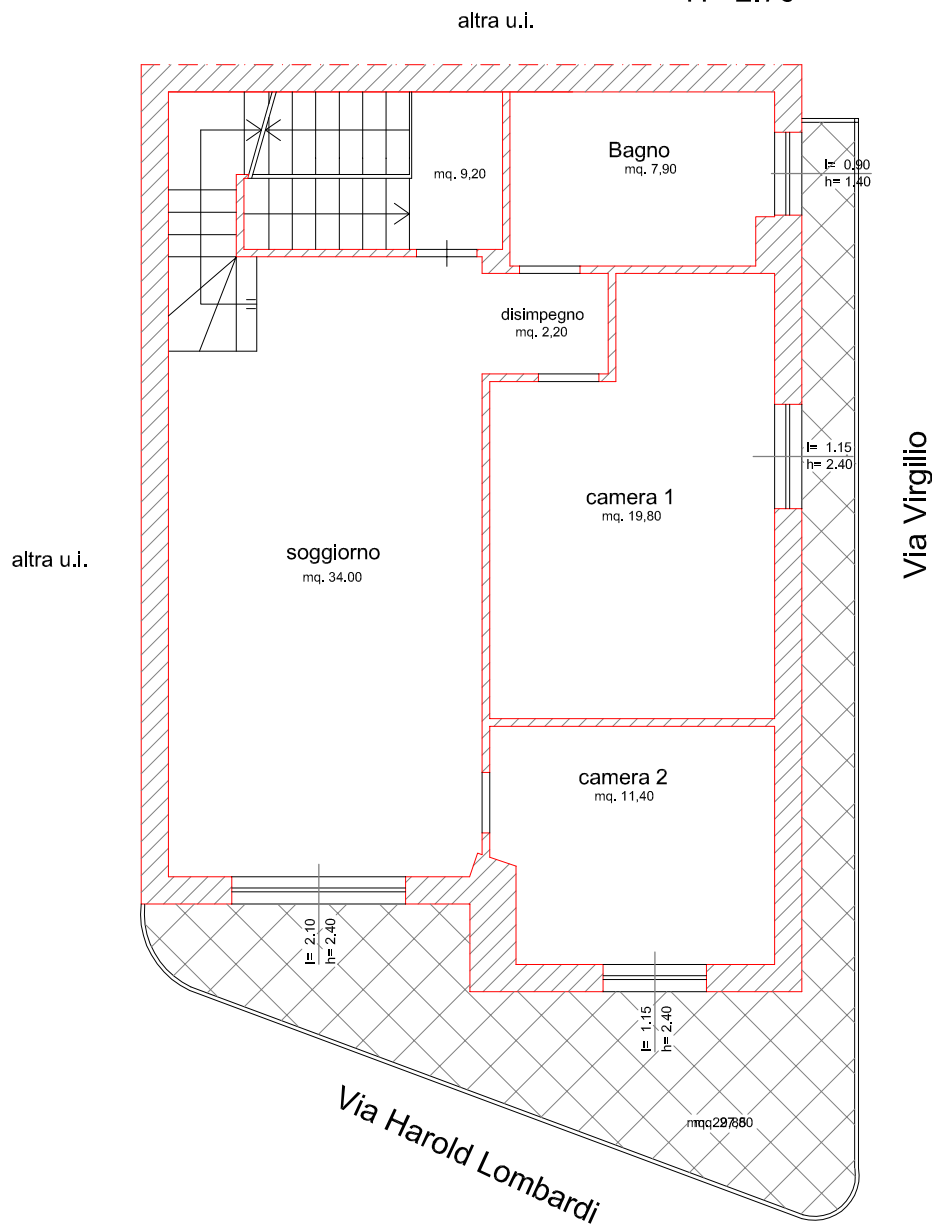 altra u.i.
Bagno
mq. 7,90
mq. 9,20
l= 0.90
h= 1.40
disimpegno
mq. 2,20
l= 1.15
h= 2.40
Via Virgilio
camera 1
mq. 19,80
soggiorno
mq. 34.00
altra u.i.
camera 2
mq. 11,40
l= 2.10
h= 2.40
l= 1.15
h= 2.40
Via Harold Lombardi